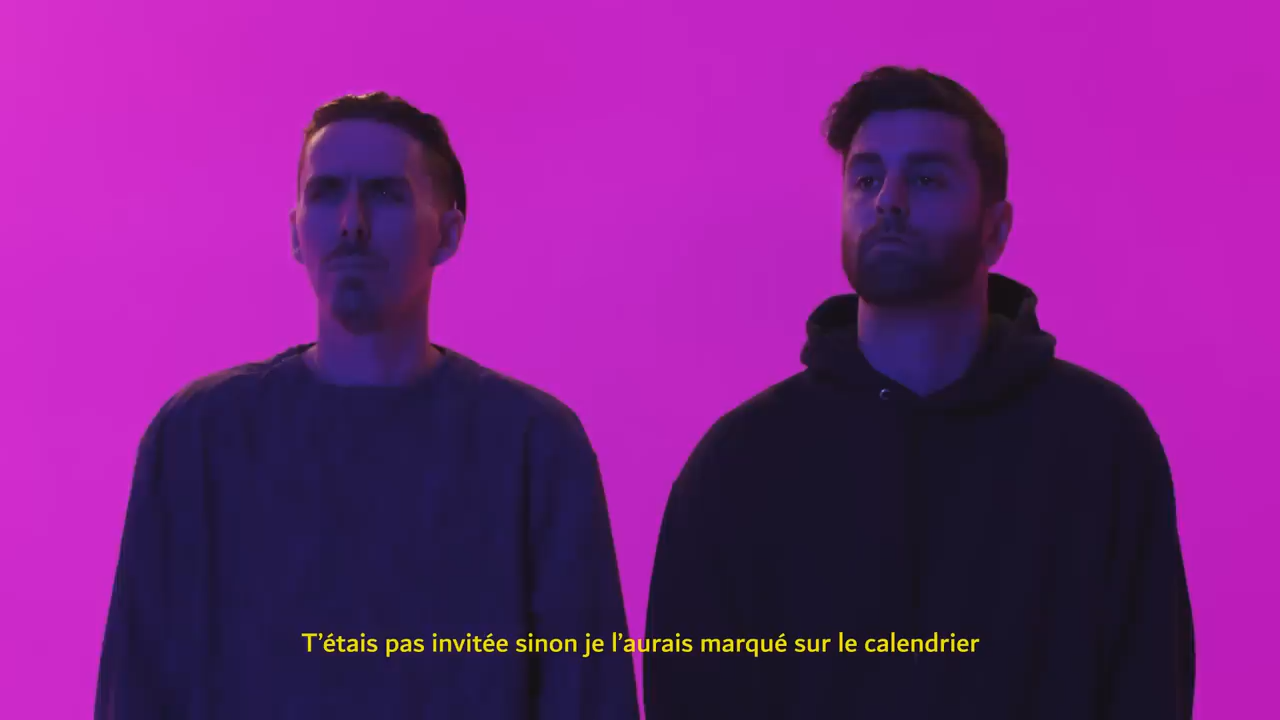 T’étais pas invitée sinon je l’aurais marqué sur le calendrier